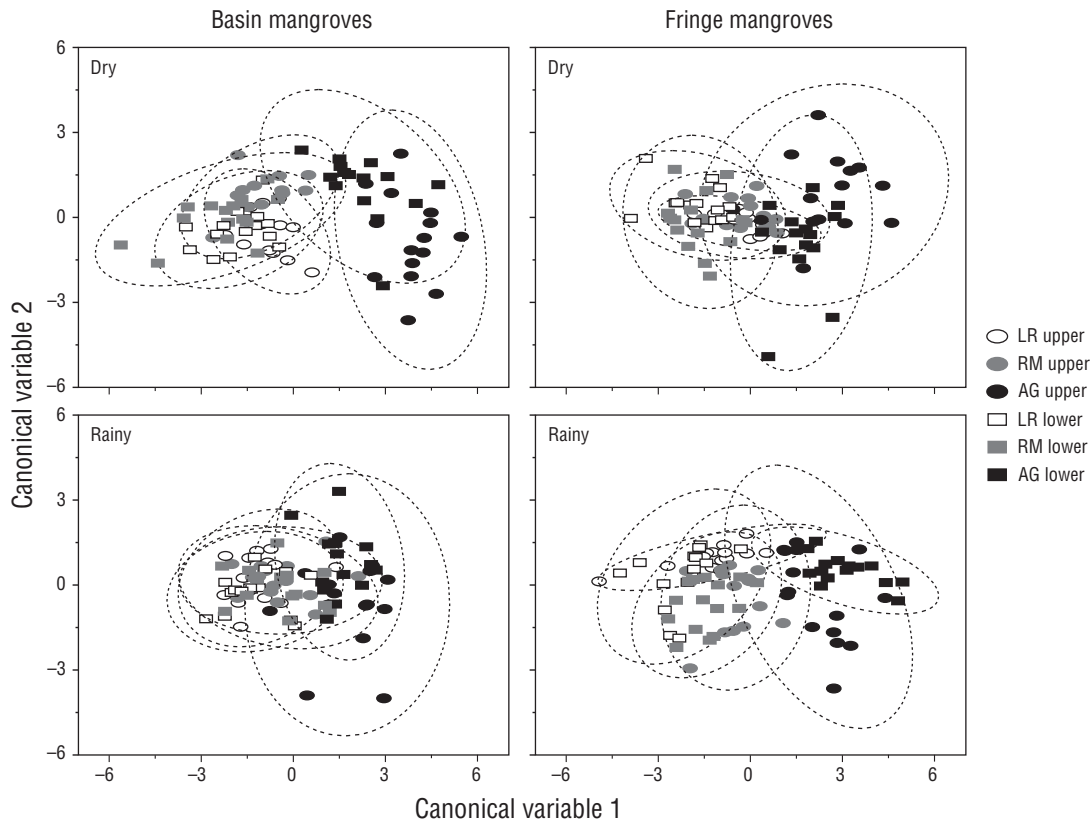 Basin mangroves
Fringe mangroves
6
3
0
–3
–6
Dry
Dry
6
3
0
–3
–6
Rainy
Rainy
–6 –3 0 3 6
–6 –3 0 3 6
Canonical variable 2
Canonical variable 1
LR upper
RM upper
AG upper
LR lower
RM lower
AG lower